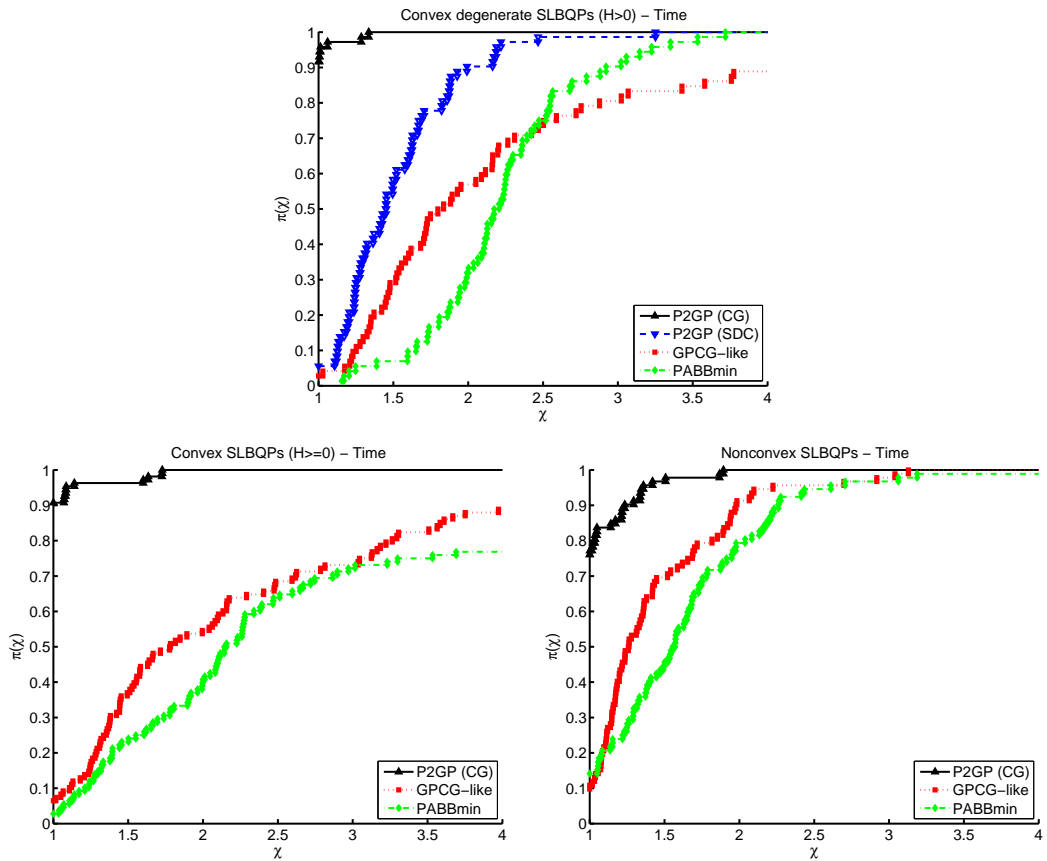 Convex degenerate SLBQPs (H>0) − Time
1
0.9
0.8
0.7
0.6
0.5
0.4
0.3
0.2
0.1
0
π(χ)
1 1.5 2 2.5 3 3.5 4
χ
P2GP (CG)
P2GP (SDC)
GPCG−like
PABBmin
Convex SLBQPs (H>=0) − Time
1
0.9
0.8
0.7
0.6
0.5
0.4
0.3
0.2
0.1
0
π(χ)
1 1.5 2 2.5 3 3.5 4
χ
P2GP (CG)
GPCG−like
PABBmin
Nonconvex SLBQPs − Time
1
0.9
0.8
0.7
0.6
0.5
0.4
0.3
0.2
0.1
0
π(χ)
1 1.5 2 2.5 3 3.5 4
χ
P2GP (CG)
GPCG−like
PABBmin